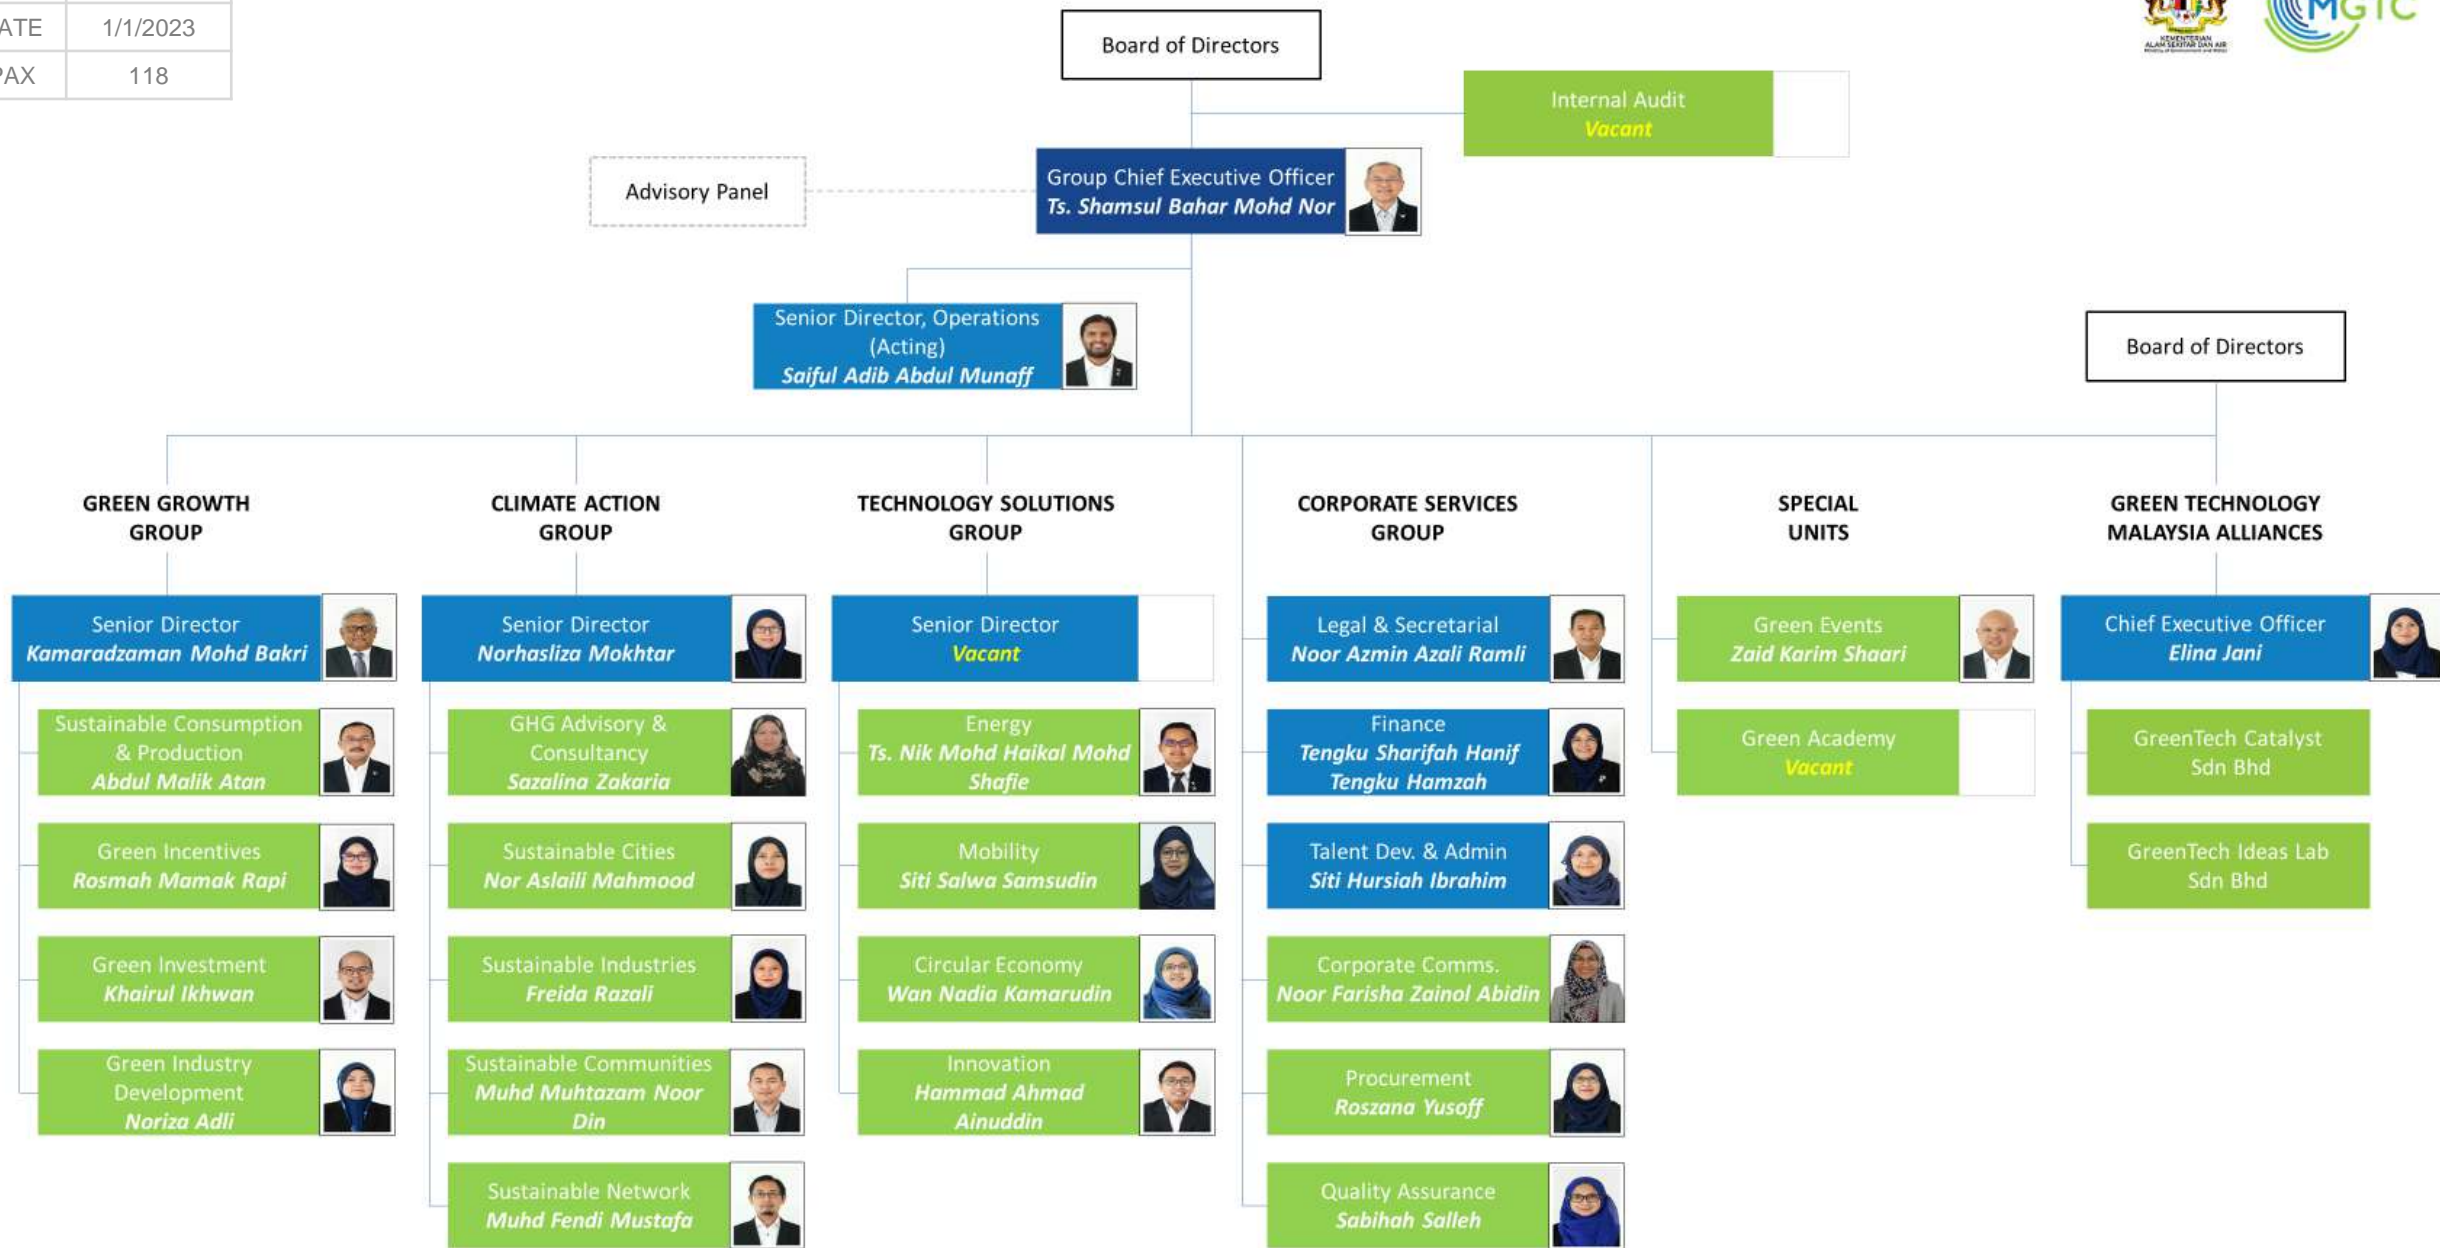 1/1/2023
118
Board of Directors
KEMENTERIAN
ALAM SEKITAR DAN AIR
MGTC
Internal Audit
Vacant
Advisory Panel
Group Chief Executive Officer
Ts. Shamsul Bahar Mohd Nor
Senior Director, Operations
(Acting)
Saiful Adib Abdul Munaff
Board of Directors
GREEN GROWTH
GROUP
Senior Director
Kamaradzaman Mohd Bakri
Sustainable Consumption
& Production
Abdul Malik Atan
Green Incentives
Rosmah Mamak Rapi
Green Investment
Khairul Ikhwan
Green Industry
Development
Noriza Adli
CLIMATE ACTION
GROUP
Senior Director
Norhasliza Mokhtar
GHG Advisory &
Consultancy
Sazalina Zakaria
Sustainable Cities
Nor Aslaili Mahmood
Sustainable Industries
Freida Razali
Sustainable Communities
Muhd Muhtazam Noor
Din
Sustainable Network
Muhd Fendi Mustafa
TECHNOLOGY SOLUTIONS
GROUP
Senior Director
Vacant
Energy
Ts. Nik Mohd Haikal Mohd
Shafie
Mobility
Siti Salwa Samsudin
Circular Economy
Wan Nadia Kamarudin
Innovation
Hammad Ahmad
Ainuddin
CORPORATE SERVICES
GROUP
Legal & Secretarial
Noor Azmin Azali Ramli
Finance
Tengku Sharifah Hanif
Tengku Hamzah
Talent Dev. & Admin
Siti Hursiah Ibrahim
Corporate Comms.
Noor Farisha Zainol Abidin
Procurement
Roszana Yusoff
Quality Assurance
Sabihah Salleh
SPECIAL
UNITS
Green Events
Zaid Karim Shaari
Green Academy
Vacant
GREEN TECHNOLOGY
MALAYSIA ALLIANCES
Chief Executive Officer
Elina Jani
GreenTech Catalyst
Sdn Bhd
GreenTech Ideas Lab
Sdn Bhd